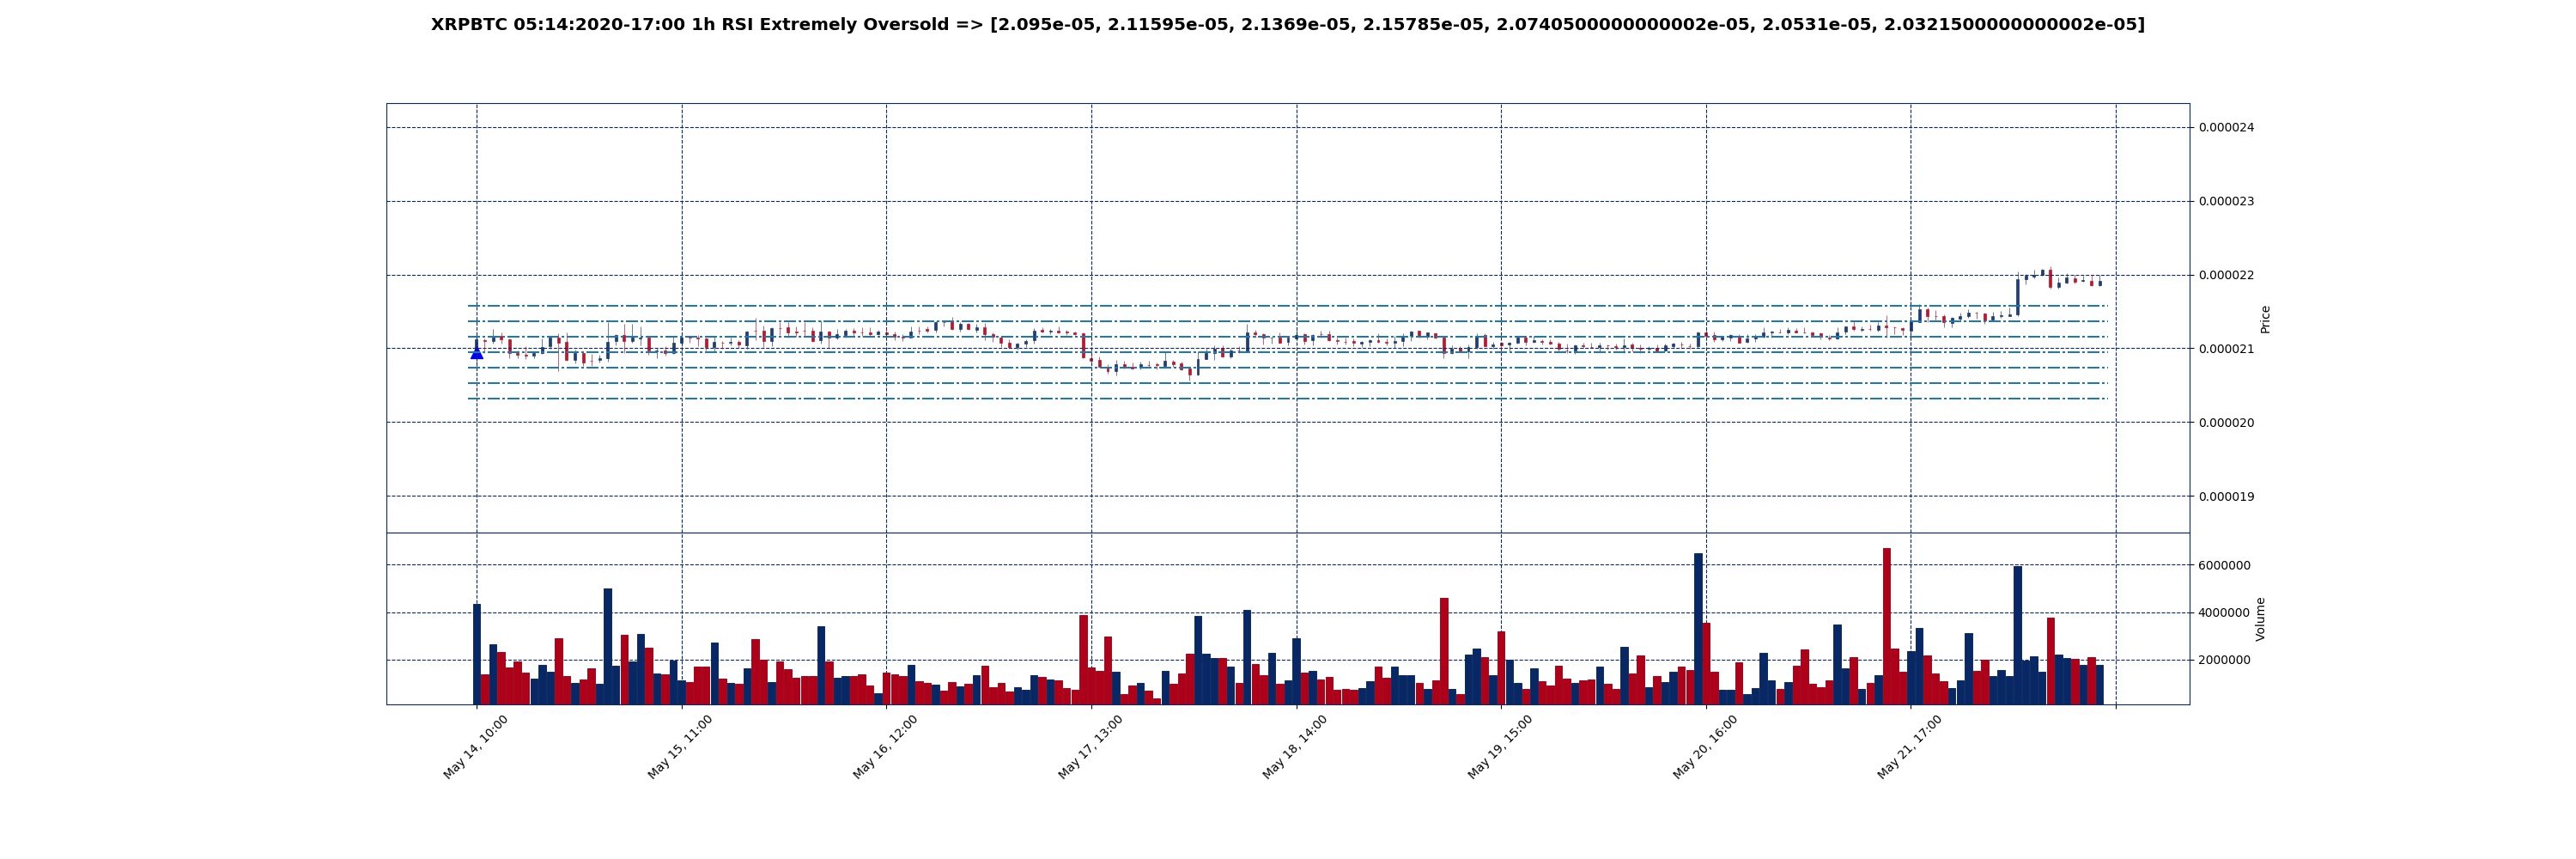 XRPBTC 05:14:2020-17:00 1h RSI Extremely Oversold => [2.095e-05, 2.11595e-05, 2.1369e-05, 2.15785e-05, 2.0740500000000002e-05, 2.0531e-05, 2.0321500000000002e-05]
0.000024
0.000023
0.000022
0.000021
0.000020
0.000019
Price
6000000
4000000
2000000
Volume
May 14, 10:00
May 15, 11:00
May 16, 12:00
May 17, 13:00
May 18, 14:00
May 19, 15:00
May 20, 16:00
May 21, 17:00